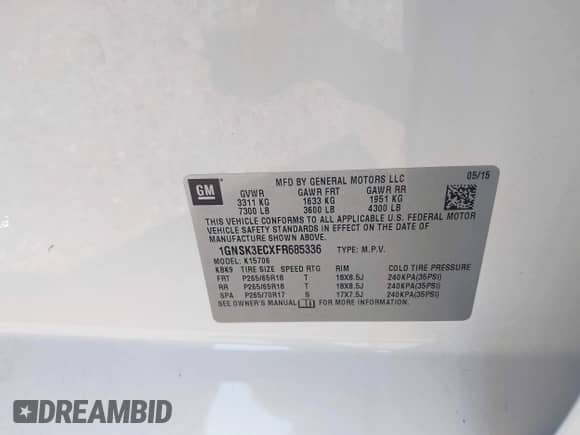 GM
MFD BY GENERAL MOTORS LLC 05/15
GVWR GAWR FRT GAWR RR
3311 KG 1633 KG 1951 KG
7300 LB 3600 LB 4300 LB
THIS VEHICLE CONFORMS TO ALL APPLICABLE U.S. FEDERAL MOTOR
VEHICLE SAFETY STANDARDS IN EFFECT ON THE DATE OF
MANUFACTURE SHOWN ABOVE.
1GNSK3ECXFR685336 TYPE: M.P.V.
MODEL: K15706
KBK9 TIRE SIZE SPEED RTG RIM COLD TIRE PRESSURE
FRT P265/65R18 T 18X8.5J 240KPA(35PSI)
RR P265/65R18 T 18X8.5J 240KPA(35PSI)
SPA P265/70R17 S 17X7.5J 240KPA(35PSI)
SEE OWNER'S MANUAL FOR MORE INFORMATION.
DREAMBID